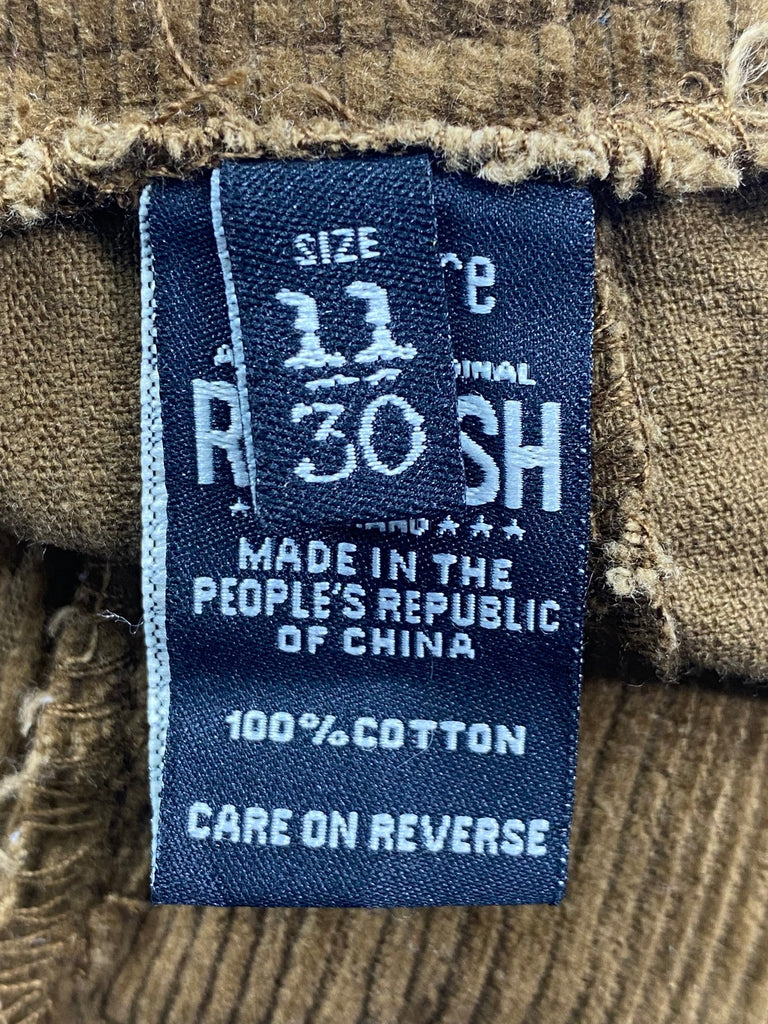 SIZE
11
30
MADE IN THE
PEOPLE'S REPUBLIC
OF CHINA
100% COTTON
CARE ON REVERSE